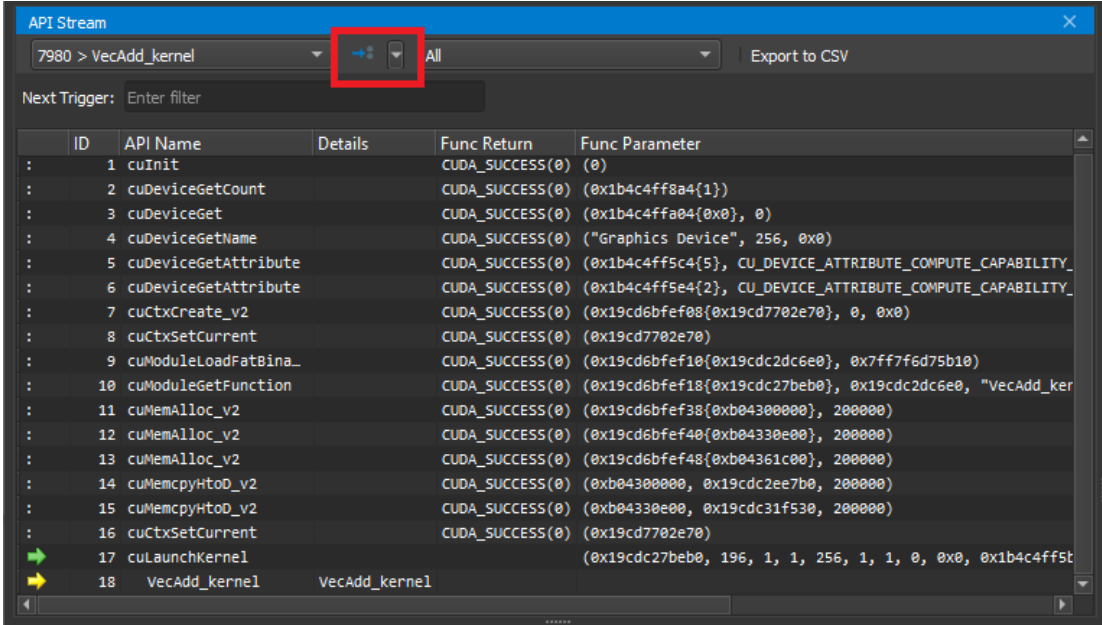 API Stream
7980 > VecAdd_kernel All Export to CSV
Next Trigger: Enter filter
ID API Name Details Func Return Func Parameter
: 1 cuInit CUDA_SUCCESS(0) (0)
: 2 cuDeviceGetCount CUDA_SUCCESS(0) (0x1b4c4ff8a4{1})
: 3 cuDeviceGet CUDA_SUCCESS(0) (0x1b4c4ffa04{0x0}, 0)
: 4 cuDeviceGetName CUDA_SUCCESS(0) ("Graphics Device", 256, 0x0)
: 5 cuDeviceGetAttribute CUDA_SUCCESS(0) (0x1b4c4ff5c4{5}, CU_DEVICE_ATTRIBUTE_COMPUTE_CAPABILITY_
: 6 cuDeviceGetAttribute CUDA_SUCCESS(0) (0x1b4c4ff5e4{2}, CU_DEVICE_ATTRIBUTE_COMPUTE_CAPABILITY_
: 7 cuCtxCreate_v2 CUDA_SUCCESS(0) (0x19cd6bfef08{0x19cd7702e70}, 0, 0x0)
: 8 cuCtxSetCurrent CUDA_SUCCESS(0) (0x19cd7702e70)
: 9 cuModuleLoadFatBina… CUDA_SUCCESS(0) (0x19cd6bfef10{0x19cdc2dc6e0}, 0x7ff7f6d75b10)
: 10 cuModuleGetFunction CUDA_SUCCESS(0) (0x19cd6bfef18{0x19cdc27beb0}, 0x19cdc2dc6e0, "VecAdd_ker
: 11 cuMemAlloc_v2 CUDA_SUCCESS(0) (0x19cd6bfef38{0xb04300000}, 200000)
: 12 cuMemAlloc_v2 CUDA_SUCCESS(0) (0x19cd6bfef40{0xb04330e00}, 200000)
: 13 cuMemAlloc_v2 CUDA_SUCCESS(0) (0x19cd6bfef48{0xb04361c00}, 200000)
: 14 cuMemcpyHtoD_v2 CUDA_SUCCESS(0) (0xb04300000, 0x19cdc2ee7b0, 200000)
: 15 cuMemcpyHtoD_v2 CUDA_SUCCESS(0) (0xb04330e00, 0x19cdc31f530, 200000)
: 16 cuCtxSetCurrent CUDA_SUCCESS(0) (0x19cd7702e70)
17 cuLaunchKernel (0x19cdc27beb0, 196, 1, 1, 256, 1, 1, 0, 0x0, 0x1b4c4ff5b
18 VecAdd_kernel VecAdd_kernel